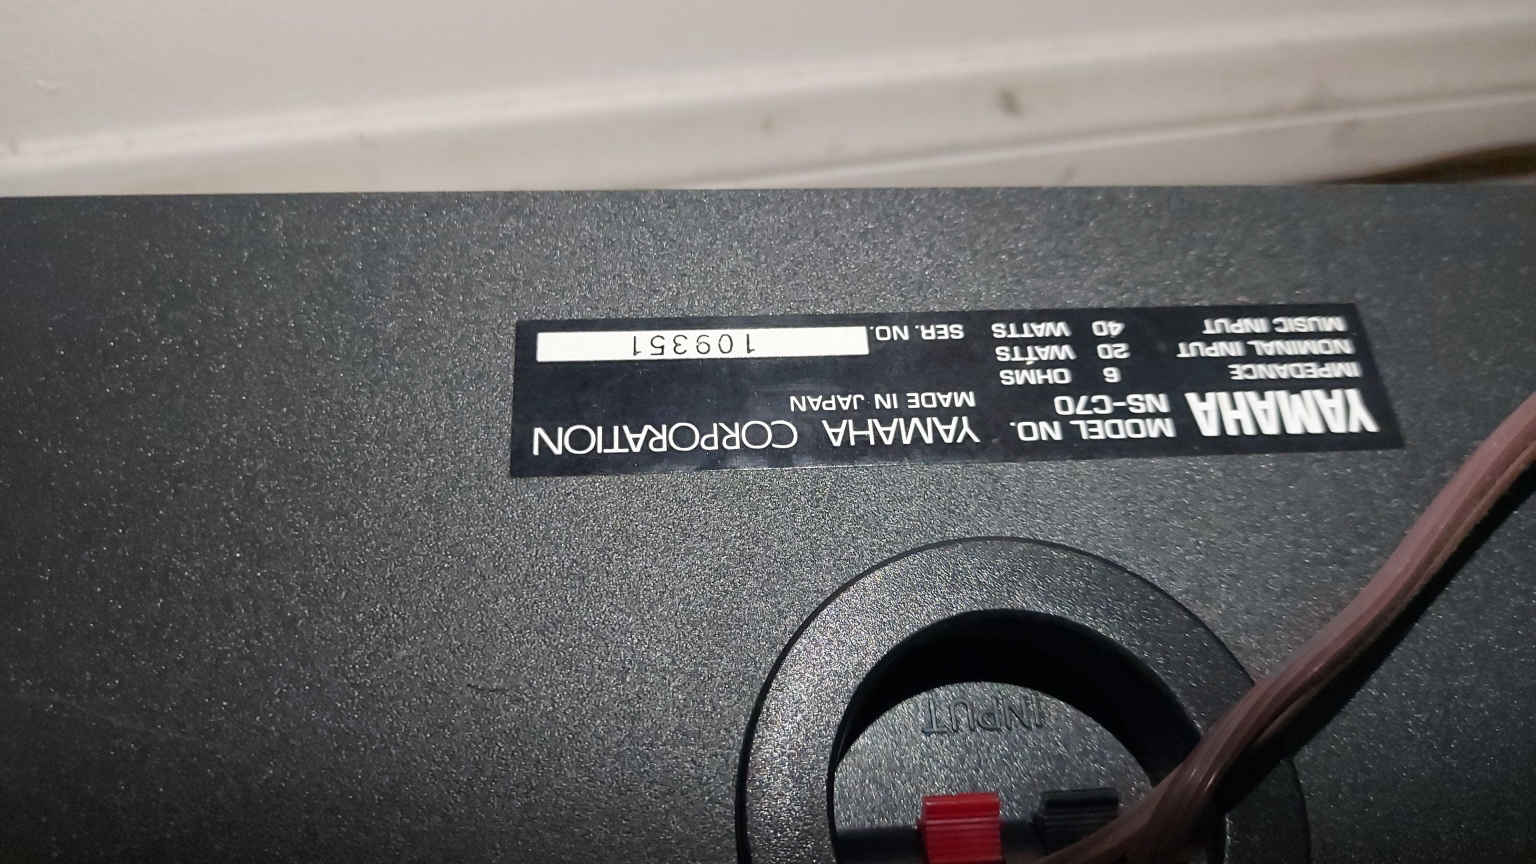 YAMAHA MODEL NO. NS-C70
YAMAHA CORPORATION
MADE IN JAPAN
IMPEDANCE 6 OHMS
NOMINAL INPUT 20 WATTS
MUSIC INPUT 40 WATTS
SER. NO. 109351
INPUT